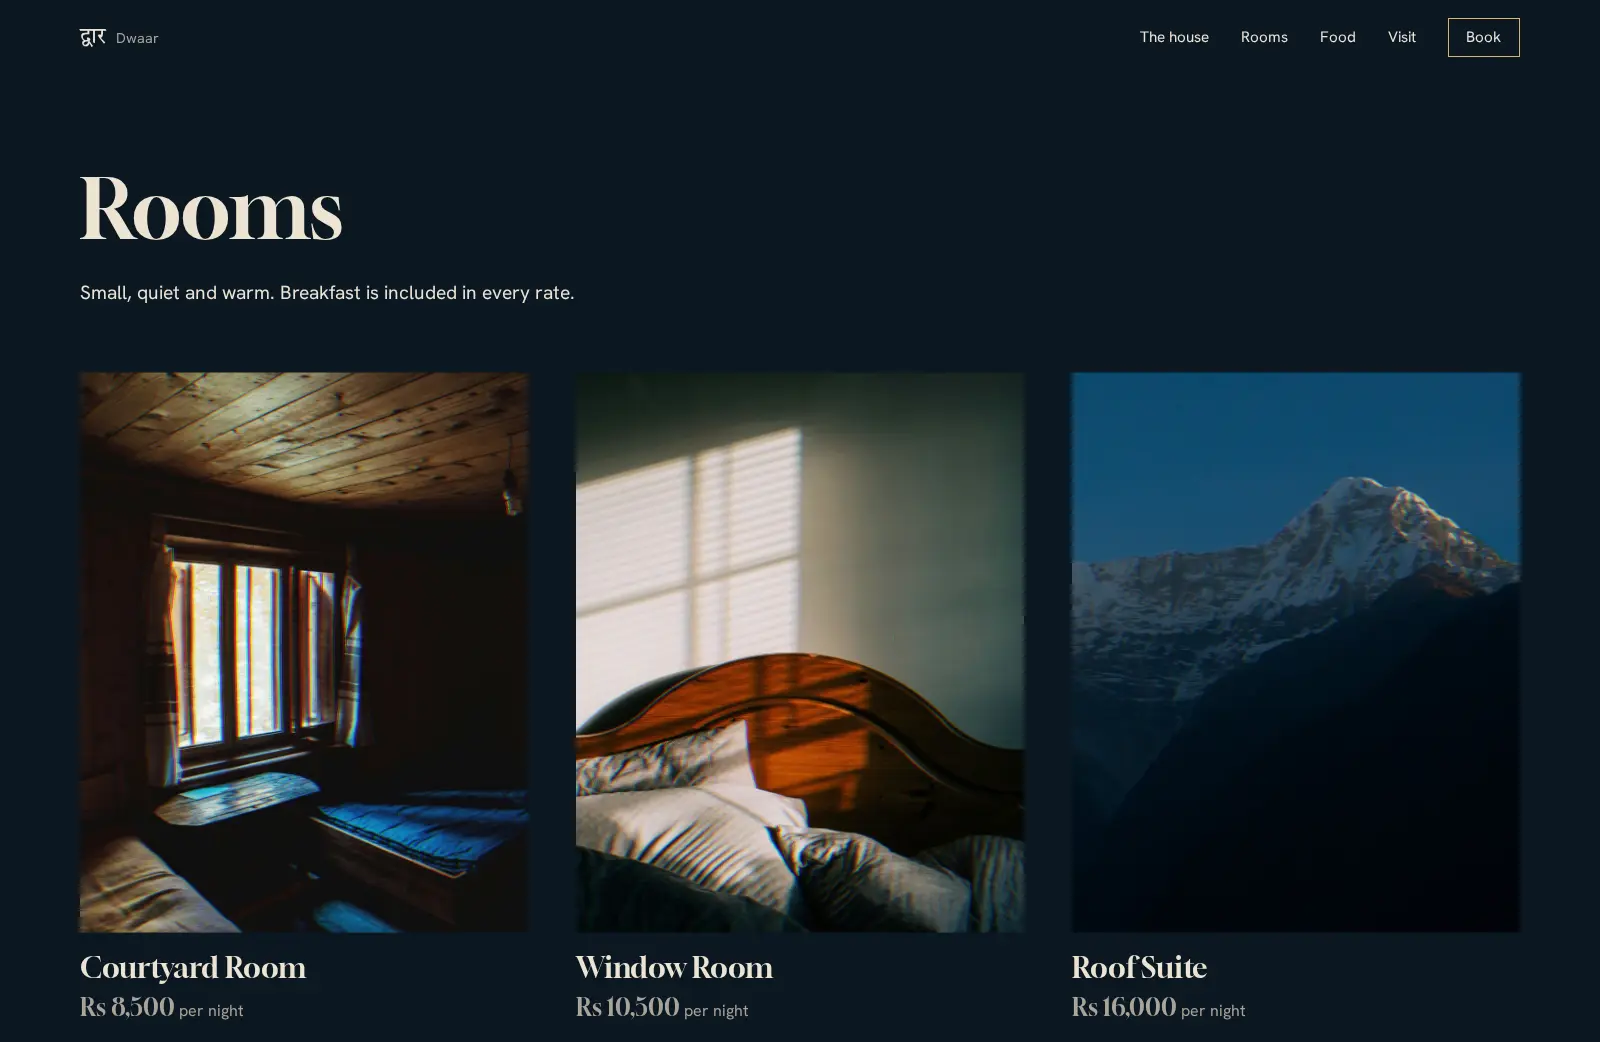 द्वार Dwaar
The house Rooms Food Visit Book
Rooms
Small, quiet and warm. Breakfast is included in every rate.
Courtyard Room
Rs 8,500 per night
Window Room
Rs 10,500 per night
Roof Suite
Rs 16,000 per night